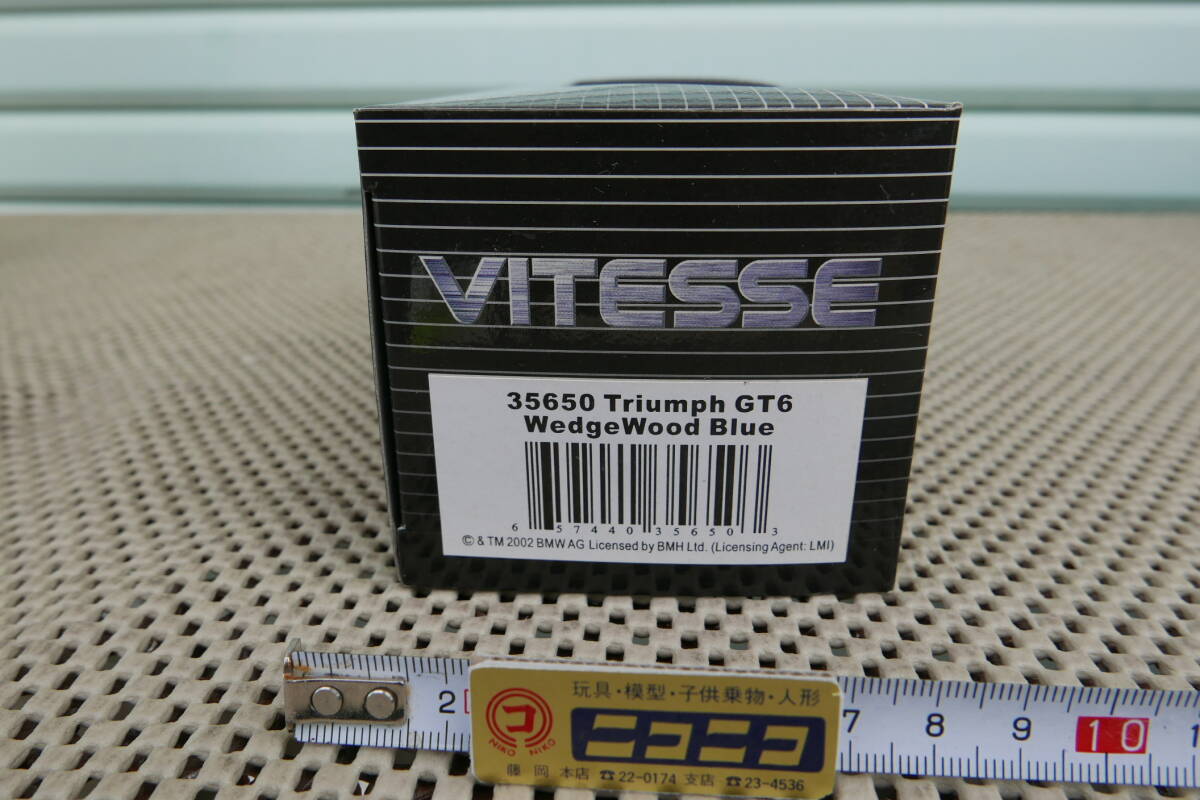 VITESSE
35650 Triumph GT6
WedgeWood Blue
6 57440 35650 3
© & TM 2002 BMW AG Licensed by BMH Ltd. (Licensing Agent: LMI)
2 7 8 9 10 1
玩具・模型・子供乗物・人形
コ
NIKO NIKO
ニコニコ
藤岡 本店 ☎22-0174 支店 ☎23-4536